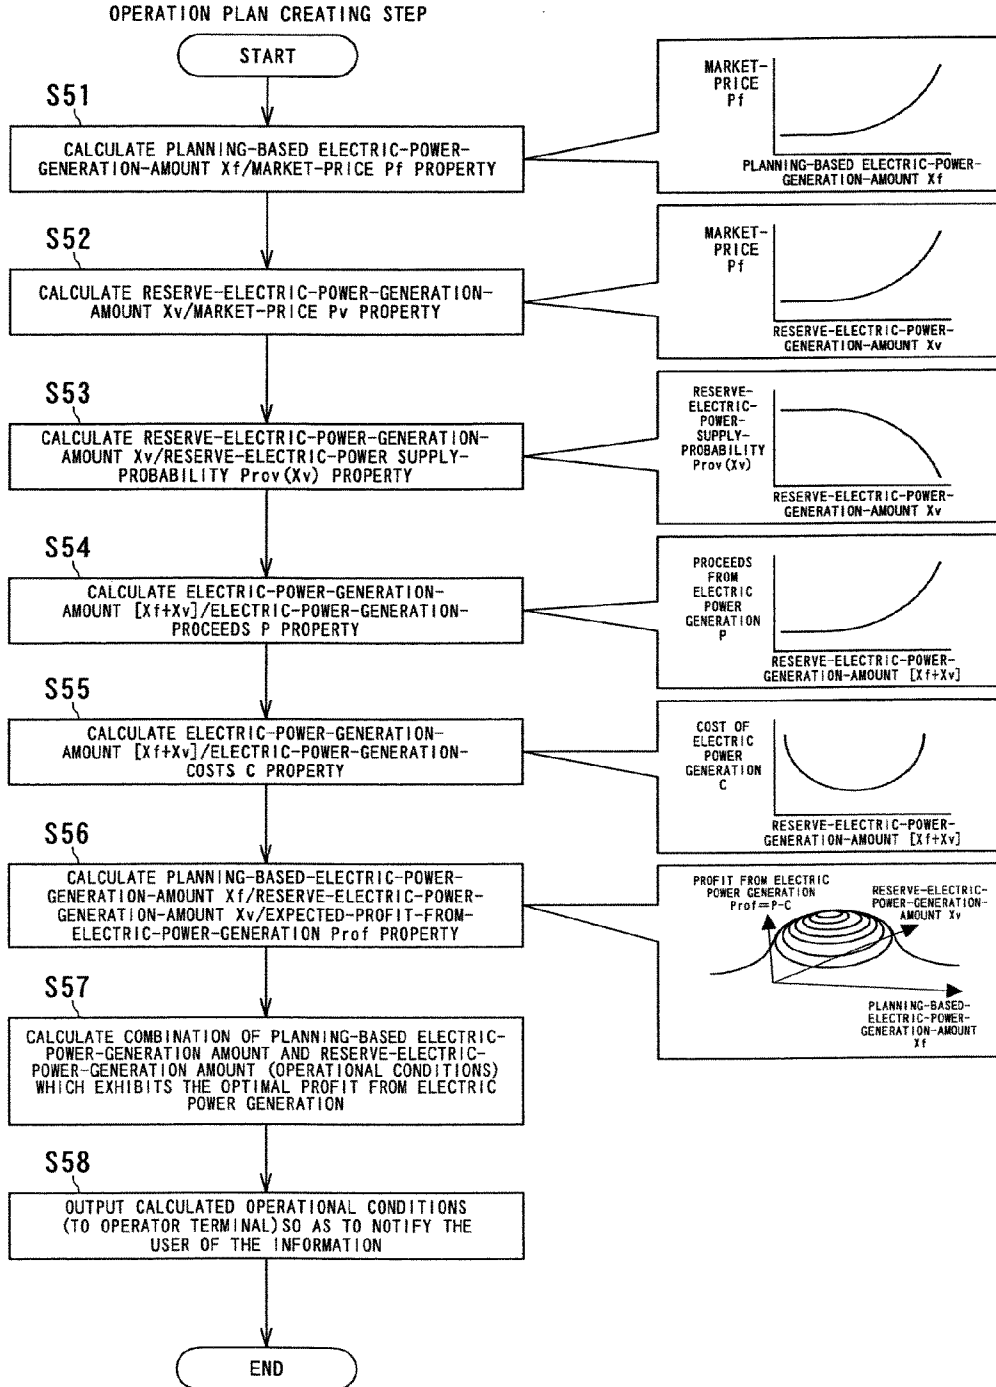 OPERATION PLAN CREATING STEP
START
S51
CALCULATE PLANNING-BASED ELECTRIC-POWER-
GENERATION-AMOUNT Xf/MARKET-PRICE Pf PROPERTY
MARKET-
PRICE
Pf
PLANNING-BASED ELECTRIC-POWER-
GENERATION-AMOUNT Xf
S52
CALCULATE RESERVE-ELECTRIC-POWER-GENERATION-
AMOUNT Xv/MARKET-PRICE Pv PROPERTY
MARKET-
PRICE
Pf
RESERVE-ELECTRIC-POWER-
GENERATION-AMOUNT Xv
S53
CALCULATE RESERVE-ELECTRIC-POWER-GENERATION-
AMOUNT Xv/RESERVE-ELECTRIC-POWER SUPPLY-
PROBABILITY Prov(Xv) PROPERTY
RESERVE-
ELECTRIC-
POWER-
SUPPLY-
PROBABILITY
Prov(Xv)
RESERVE-ELECTRIC-POWER-
GENERATION-AMOUNT Xv
S54
CALCULATE ELECTRIC-POWER-GENERATION-
AMOUNT [Xf+Xv]/ELECTRIC-POWER-GENERATION-
PROCEEDS P PROPERTY
PROCEEDS
FROM
ELECTRIC
POWER
GENERATION
P
RESERVE-ELECTRIC-POWER-
GENERATION-AMOUNT [Xf+Xv]
S55
CALCULATE ELECTRIC-POWER-GENERATION-
AMOUNT [Xf+Xv]/ELECTRIC-POWER-GENERATION-
COSTS C PROPERTY
COST OF
ELECTRIC
POWER
GENERATION
C
RESERVE-ELECTRIC-POWER-
GENERATION-AMOUNT [Xf+Xv]
S56
CALCULATE PLANNING-BASED-ELECTRIC-POWER-
GENERATION-AMOUNT Xf/RESERVE-ELECTRIC-POWER-
GENERATION-AMOUNT Xv/EXPECTED-PROFIT-FROM-
ELECTRIC-POWER-GENERATION Prof PROPERTY
PROFIT FROM ELECTRIC
POWER GENERATION
Prof=P-C
RESERVE-ELECTRIC-
POWER-GENERATION-
AMOUNT Xv
PLANNING-BASED-
ELECTRIC-POWER-
GENERATION-AMOUNT
Xf
S57
CALCULATE COMBINATION OF PLANNING-BASED ELECTRIC-
POWER-GENERATION AMOUNT AND RESERVE-ELECTRIC-
POWER-GENERATION AMOUNT (OPERATIONAL CONDITIONS)
WHICH EXHIBITS THE OPTIMAL PROFIT FROM ELECTRIC
POWER GENERATION
S58
OUTPUT CALCULATED OPERATIONAL CONDITIONS
(TO OPERATOR TERMINAL)SO AS TO NOTIFY THE
USER OF THE INFORMATION
END